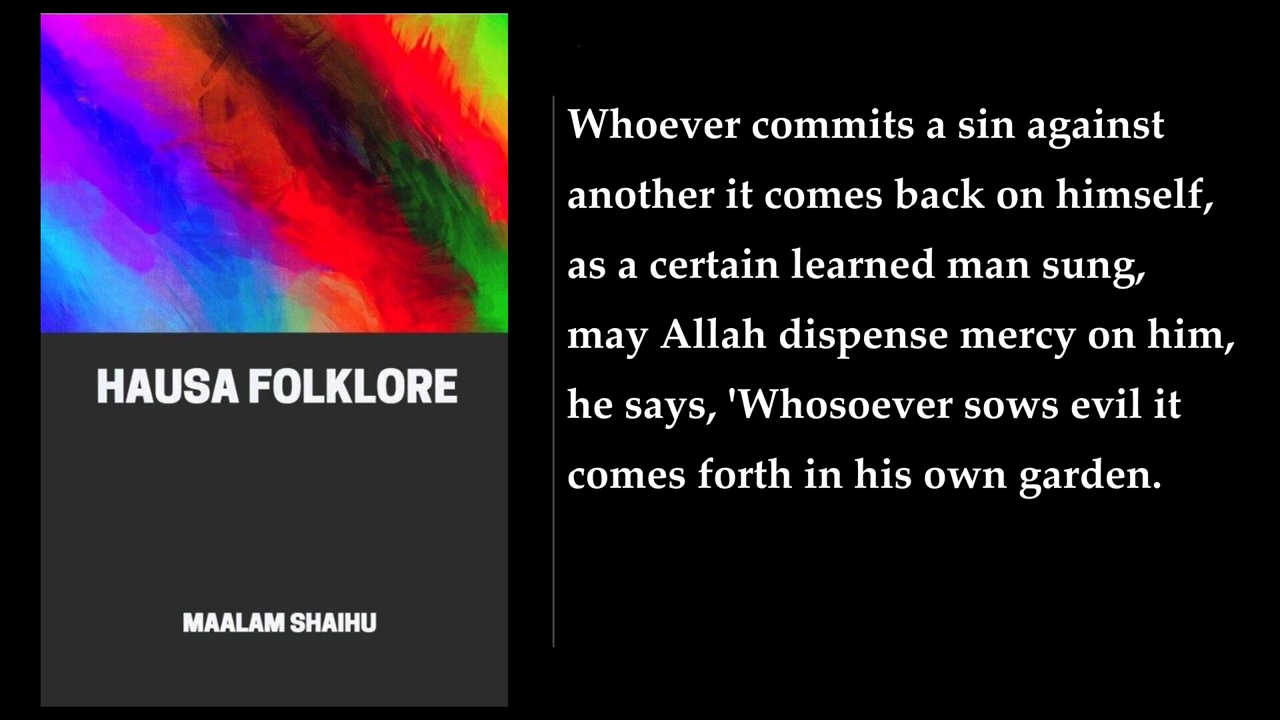 HAUSA FOLKLORE
MAALAM SHAIHU
Whoever commits a sin against
another it comes back on himself,
as a certain learned man sung,
may Allah dispense mercy on him,
he says, 'Whosoever sows evil it
comes forth in his own garden.